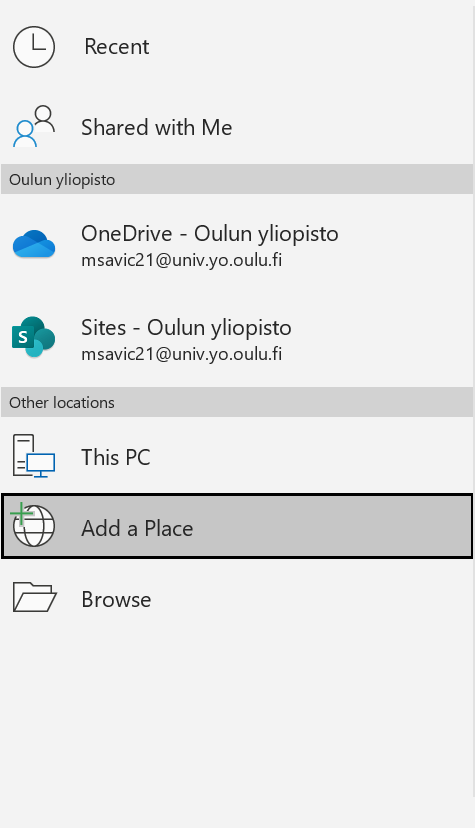 Recent
Shared with Me
Oulun yliopisto
OneDrive - Oulun yliopisto
msavic21@univ.yo.oulu.fi
S
Sites - Oulun yliopisto
msavic21@univ.yo.oulu.fi
Other locations
This PC
Add a Place
Browse